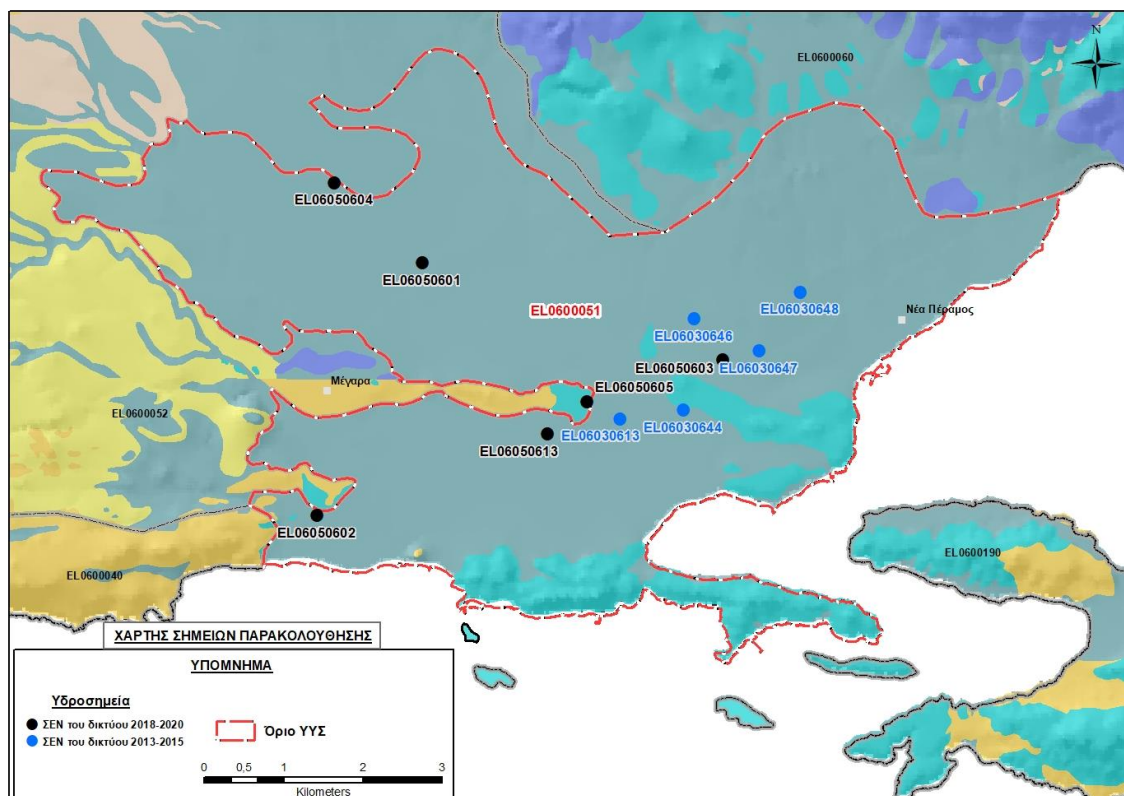 N
EL0600060
EL06050604
EL06050601
EL0600051
EL06030648
Νέα Πέραμος
EL06030646
EL06050603
EL06030647
Μέγαρα
EL06050605
EL0600052
EL06030613
EL06030644
EL06050613
EL06050602
EL0600190
EL0600040
ΧΑΡΤΗΣ ΣΗΜΕΙΩΝ ΠΑΡΑΚΟΛΟΥΘΗΣΗΣ
ΥΠΟΜΝΗΜΑ
Υδροσημεία
ΣΕΝ του δικτύου 2018-2020
ΣΕΝ του δικτύου 2013-2015
Όριο ΥΥΣ
0 0,5 1 2 3
Kilometers